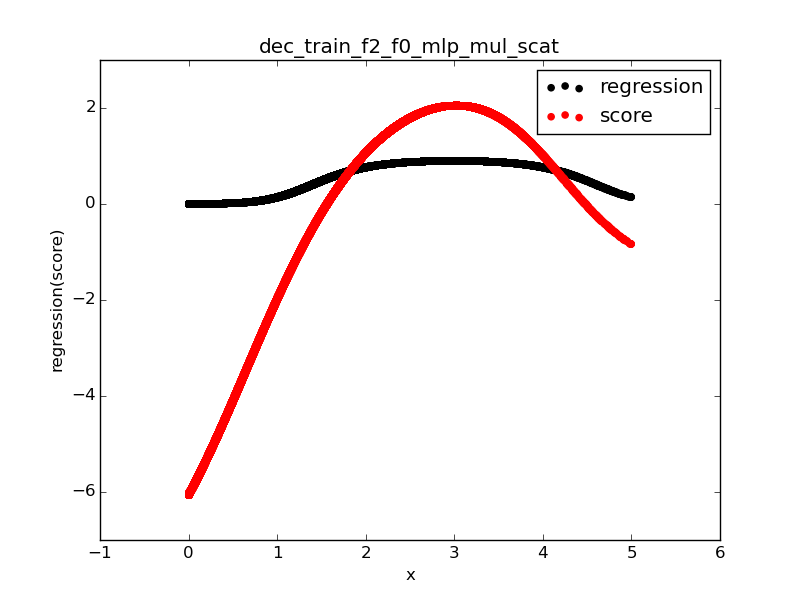 dec_train_f2_f0_mlp_mul_scat
regression
score
regression(score)
2
0
−2
−4
−6
−1 0 1 2 3 4 5 6
x